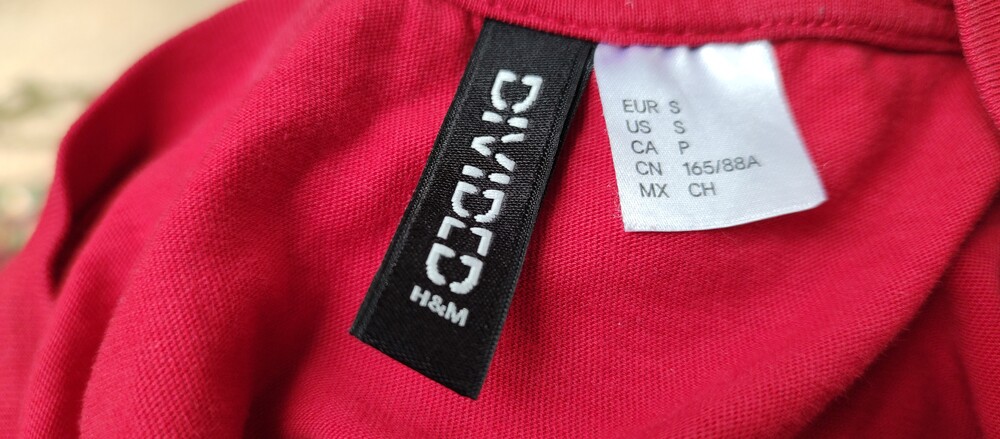 DIVIDED
H&M
EUR S
US S
CA P
CN 165/88A
MX CH